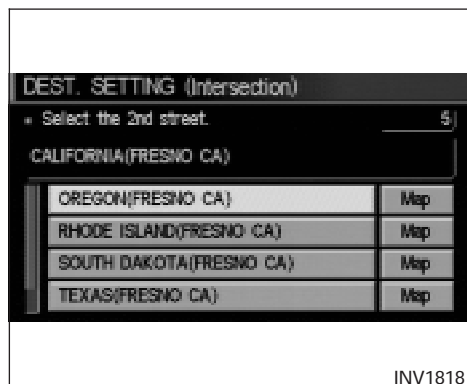 DEST. SETTING (Intersection)
Select the 2nd street. 5
CALIFORNIA(FRESNO CA)
OREGON(FRESNO CA) Map
RHODE ISLAND(FRESNO CA) Map
SOUTH DAKOTA(FRESNO CA) Map
TEXAS(FRESNO CA) Map
INV1818